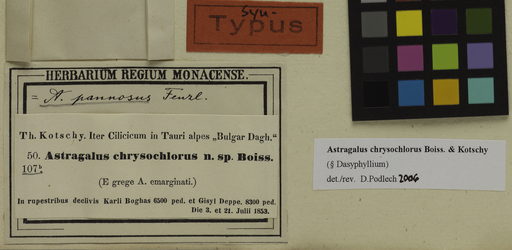 syn-
Typus
HERBARIUM REGIUM MONACENSE.
= A. pannosus Fenzl.
Th. Kotschy. Iter Cilicicum in Tauri alpes „Bulgar Dagh.“
50. Astragalus chrysochlorus n. sp. Boiss.
107b
(E grege A. emarginati.)
In rupestribus declivis Karli Boghas 6500 ped. et Gisyl Deppe, 8300 ped.
Die 3. et 21. Julii 1853.
Astragalus chrysochlorus Boiss. & Kotschy
(§ Dasyphyllium)
det./rev. D.Podlech 2006